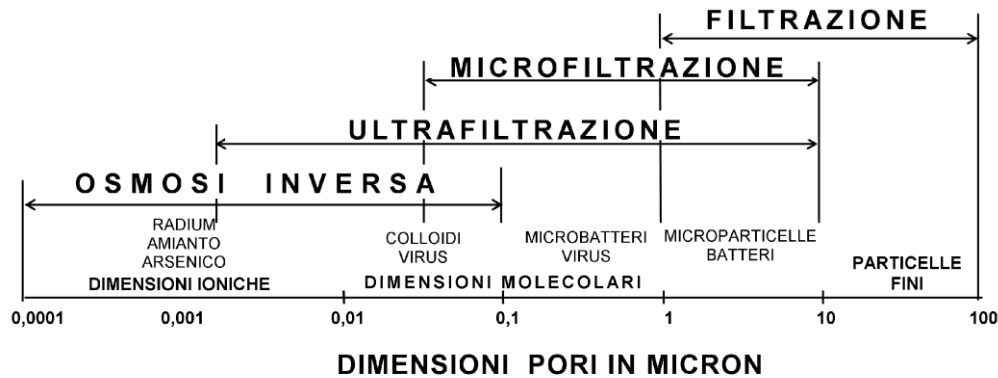 FILTRAZIONE
MICROFILTRAZIONE
ULTRAFILTRAZIONE
OSMOSI INVERSA
RADIUM
AMIANTO
ARSENICO
COLLOIDI
VIRUS
MICROBATTERI
VIRUS
MICROPARTICELLE
BATTERI
DIMENSIONI IONICHE
DIMENSIONI MOLECOLARI
PARTICELLE
FINI
0,0001 0,001 0,01 0,1 1 10 100
DIMENSIONI PORI IN MICRON